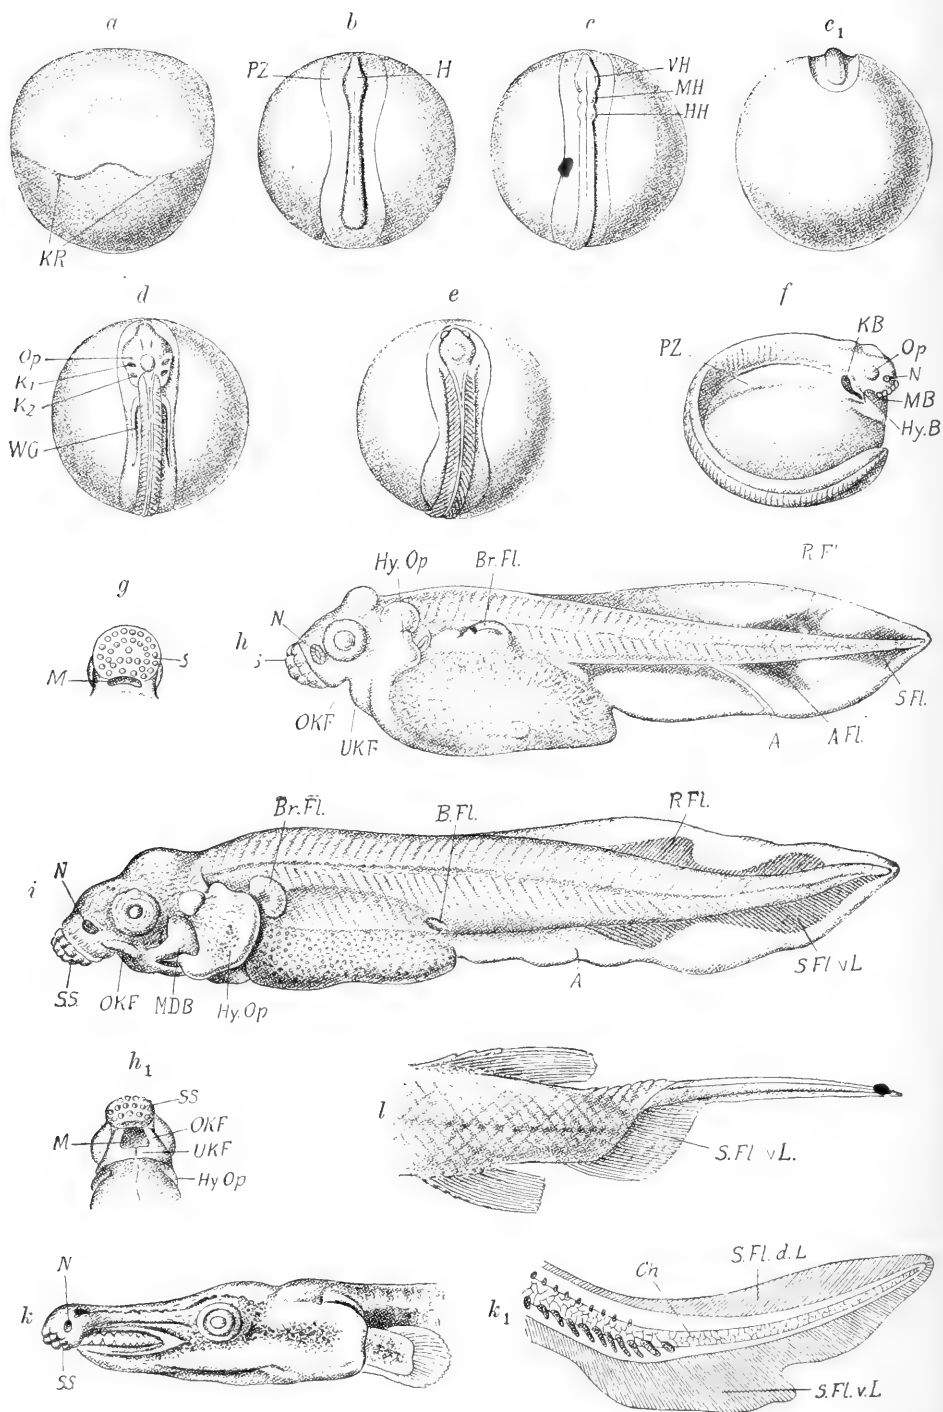 a
b
c
c1
PZ
H
VH
MH
HH
KR
d
e
f
Op
K1
K2
WG
PZ
KB
Op
N
MB
Hy.B
g
M
S
h
Hy.Op
Br.Fl.
N
OKF
UKF
A
A Fl.
S Fl.
i
Br.Fl.
B.Fl.
R Fl.
N
S.S.
OKF
MDB
Hy.Op
A
S Fl v L
h1
SS
OKF
M
UKF
Hy Op
l
S.Fl v L.
k
N
SS
k1
Ch
S.Fl.d.L
S.Fl.v.L